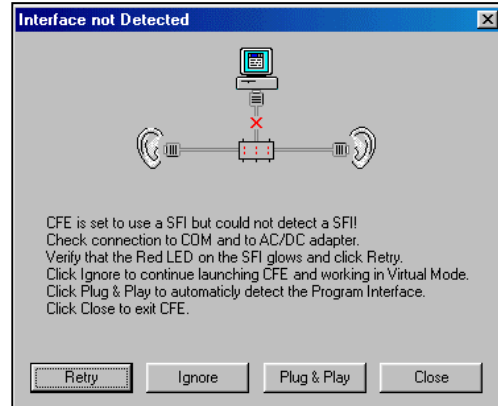 Interface not Detected
CFE is set to use a SFI but could not detect a SFI!
Check connection to COM and to AC/DC adapter.
Verify that the Red LED on the SFI glows and click Retry.
Click Ignore to continue launching CFE and working in Virtual Mode.
Click Plug & Play to automaticly detect the Program Interface.
Click Close to exit CFE.
Retry Ignore Plug & Play Close